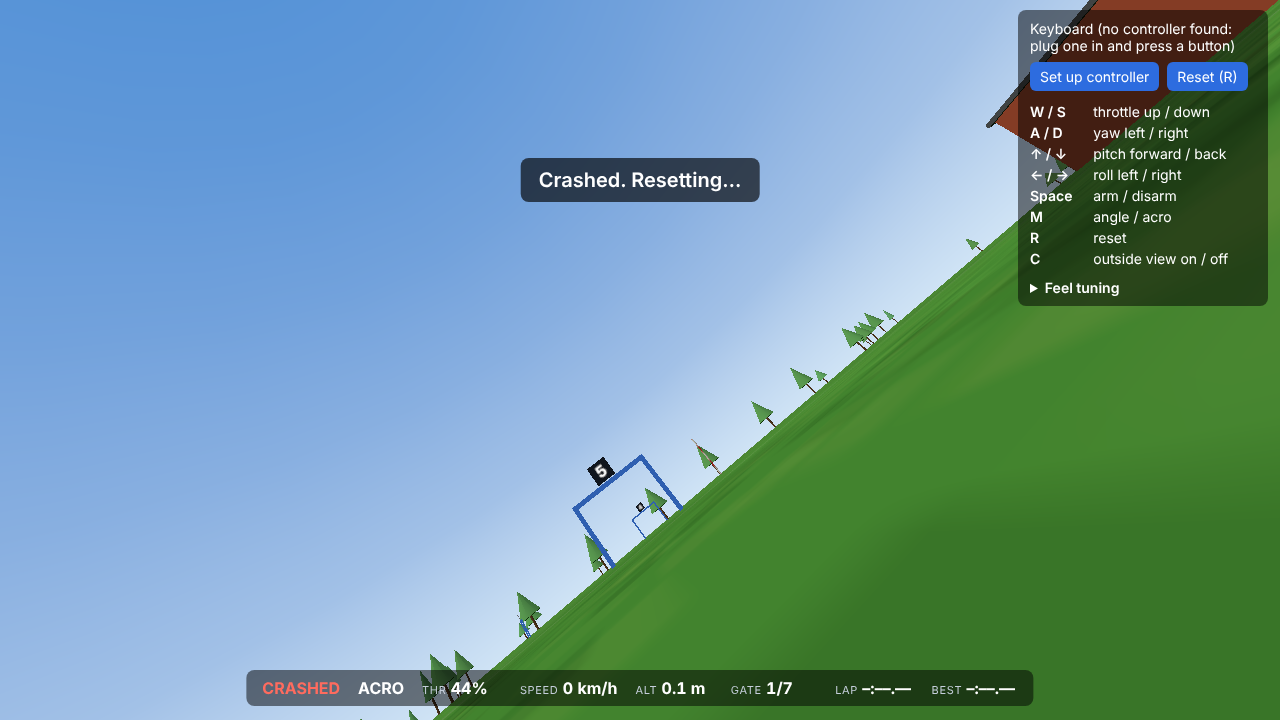 Keyboard (no controller found:
plug one in and press a button)
Set up controller Reset (R)
W / S throttle up / down
A / D yaw left / right
↑ / ↓ pitch forward / back
← / → roll left / right
Space arm / disarm
M angle / acro
R reset
C outside view on / off
▶ Feel tuning
Crashed. Resetting...
5
CRASHED ACRO THR 44% SPEED 0 km/h ALT 0.1 m GATE 1/7 LAP –:––.–– BEST –:––.––